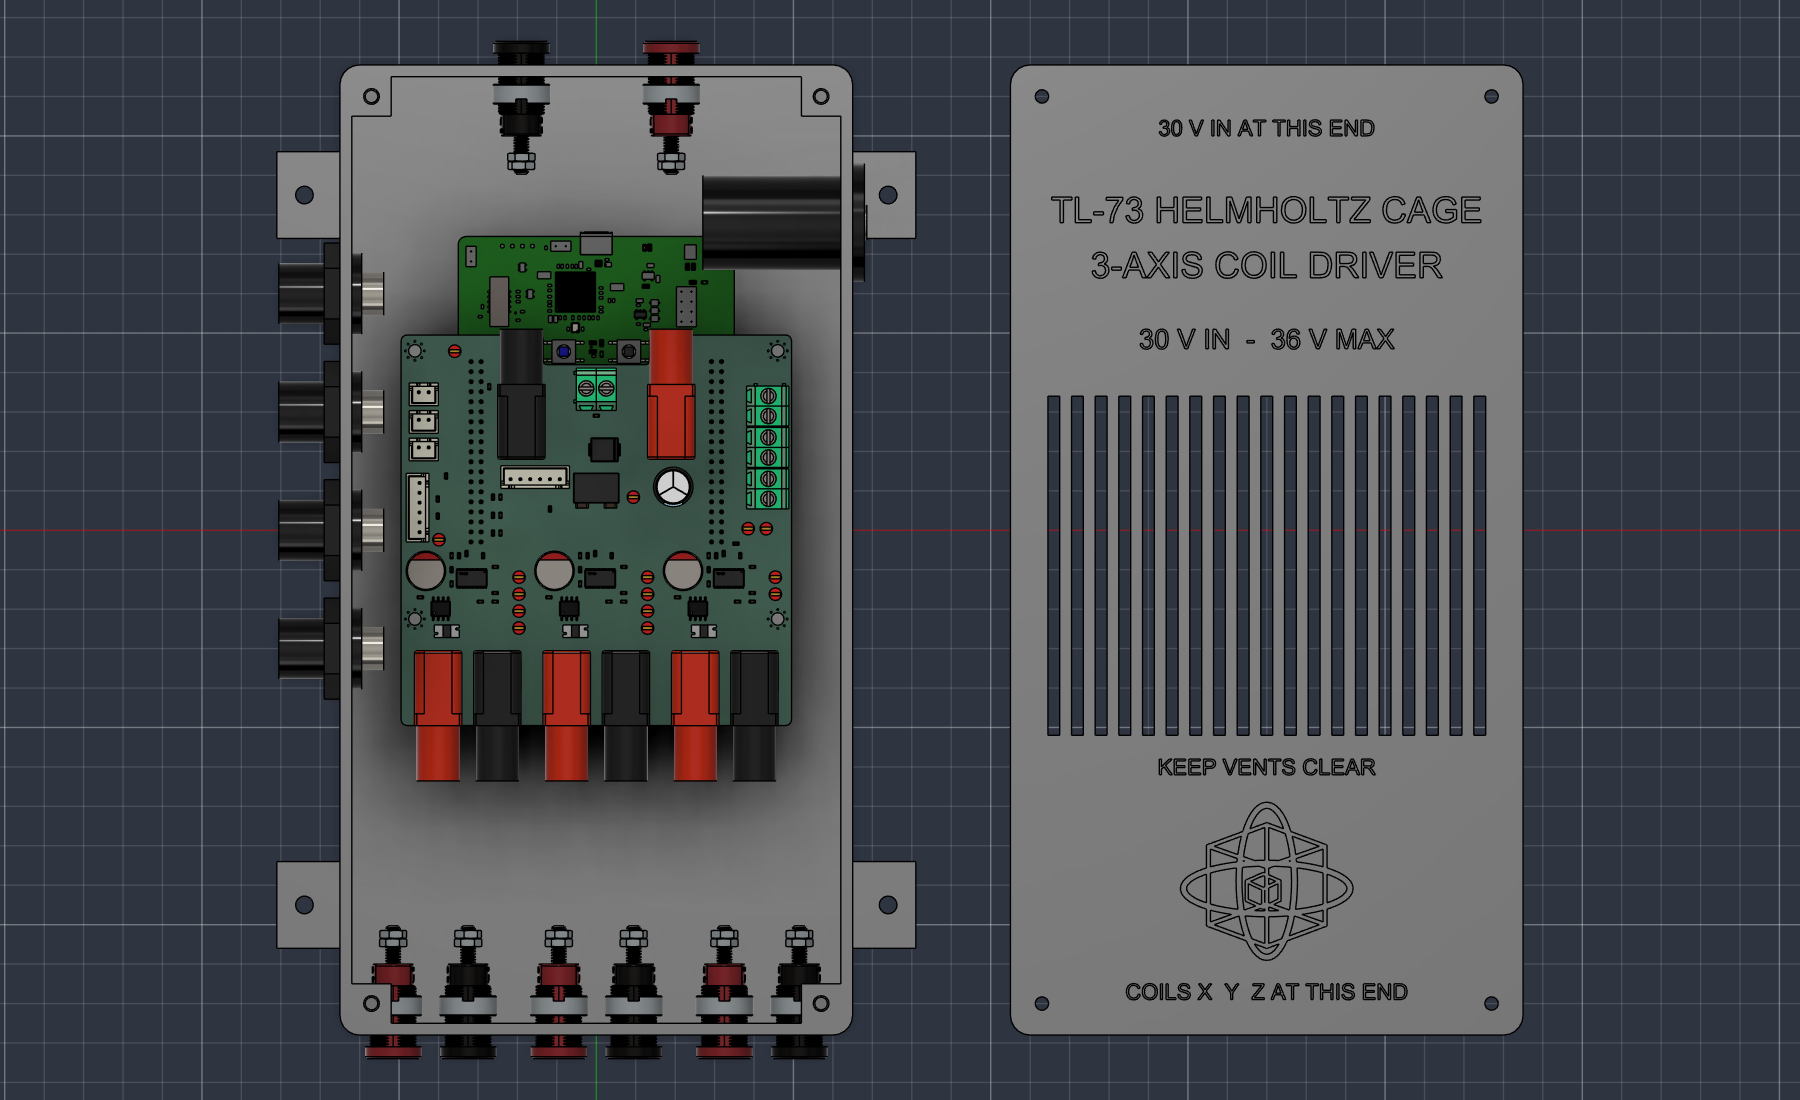 30 V IN AT THIS END
TL-73 HELMHOLTZ CAGE
3-AXIS COIL DRIVER
30 V IN - 36 V MAX
KEEP VENTS CLEAR
COILS X Y Z AT THIS END